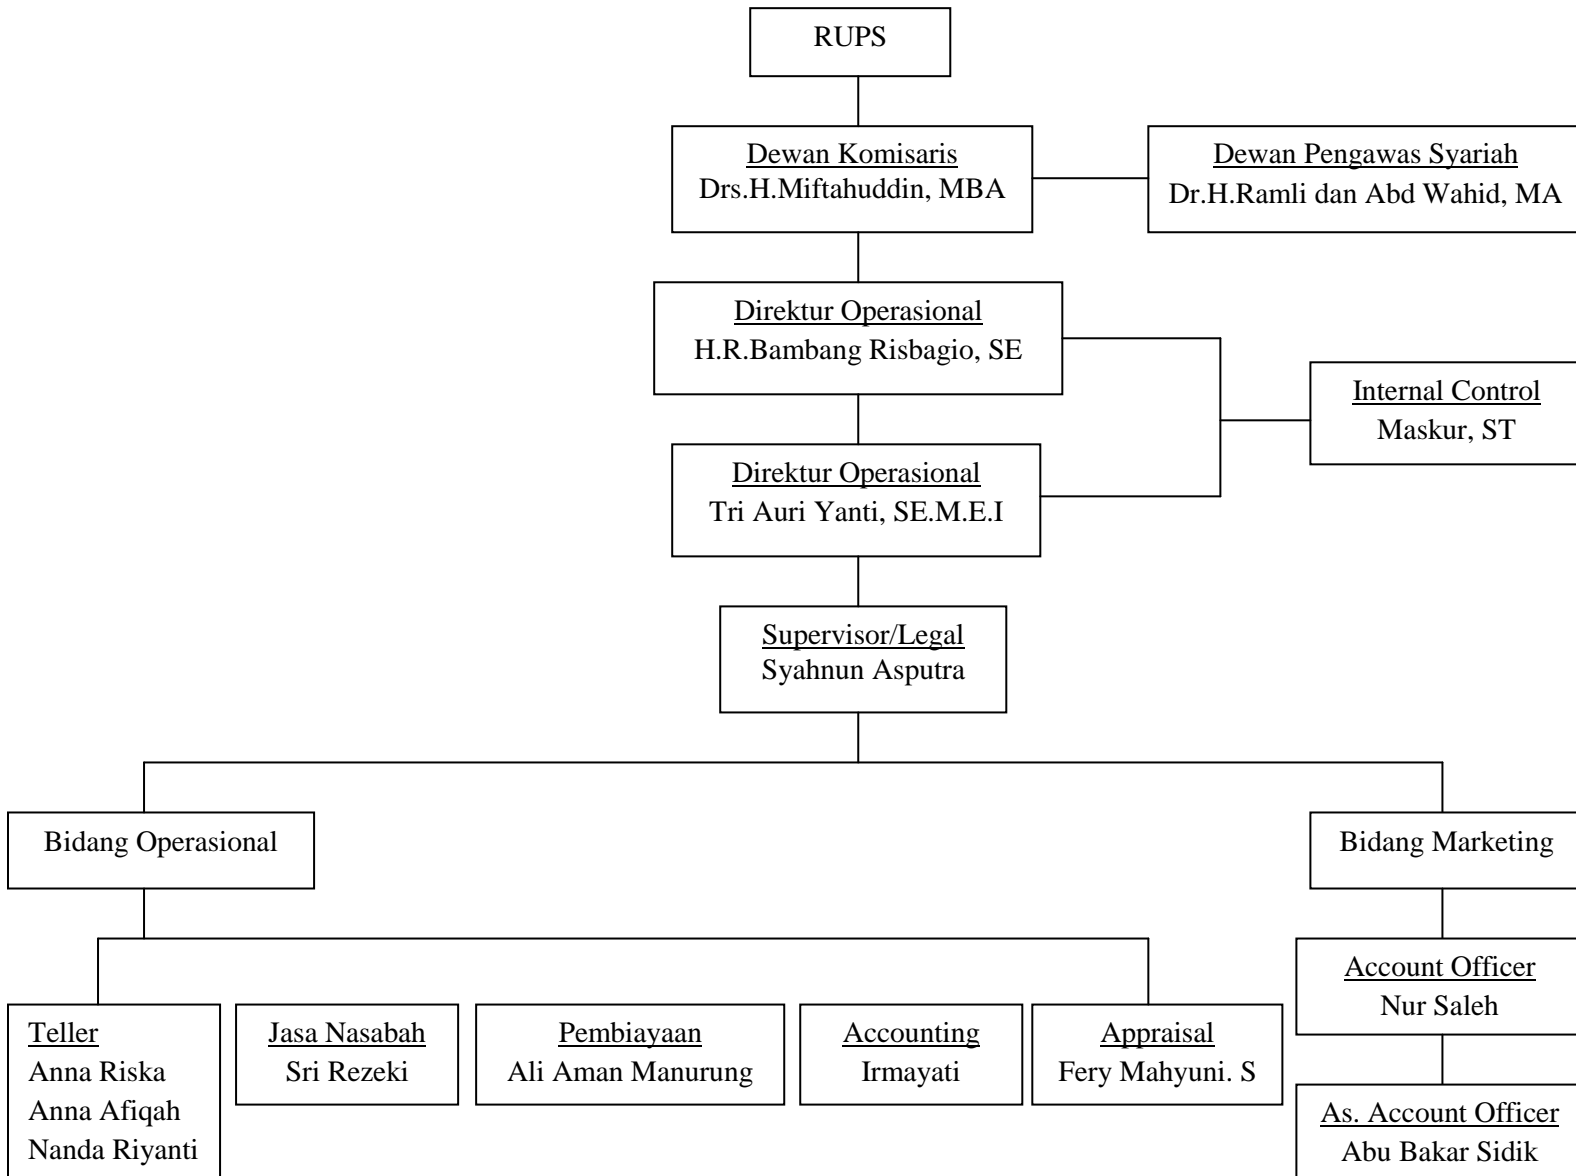 RUPS
Dewan Komisaris
Drs.H.Miftahuddin, MBA
Dewan Pengawas Syariah
Dr.H.Ramli dan Abd Wahid, MA
Direktur Operasional
H.R.Bambang Risbagio, SE
Internal Control
Maskur, ST
Direktur Operasional
Tri Auri Yanti, SE.M.E.I
Supervisor/Legal
Syahnun Asputra
Bidang Operasional
Bidang Marketing
Teller
Anna Riska
Anna Afiqah
Nanda Riyanti
Jasa Nasabah
Sri Rezeki
Pembiayaan
Ali Aman Manurung
Accounting
Irmayati
Appraisal
Fery Mahyuni. S
Account Officer
Nur Saleh
As. Account Officer
Abu Bakar Sidik